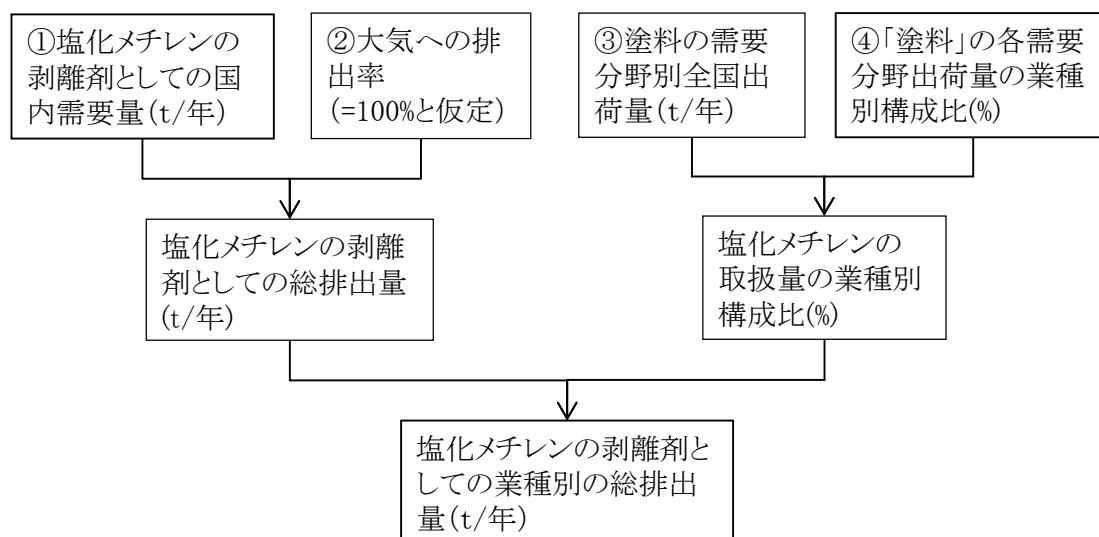 ①塩化メチレンの
剥離剤としての国
内需要量(t/年)
②大気への排
出率
(=100%と仮定)
③塗料の需要
分野別全国出
荷量(t/年)
④「塗料」の各需要
分野出荷量の業種
別構成比(%)
塩化メチレンの剥離
剤としての総排出量
(t/年)
塩化メチレンの
取扱量の業種別
構成比(%)
塩化メチレンの剥離剤と
しての業種別の総排出
量(t/年)